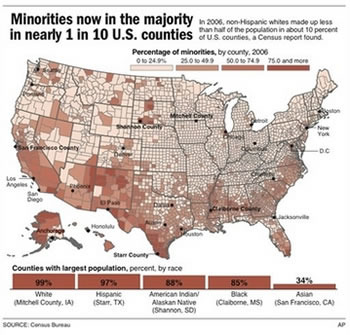 Minorities now in the majority
in nearly 1 in 10 U.S. counties
In 2006, non-Hispanic whites made up less
than half of the population in about 10 percent
of U.S. counties, a Census report found.
Percentage of minorities, by county, 2006
0 to 24.9%
25.0 to 49.9
50.0 to 74.9
75.0 and more
Seattle
Mitchell County
Shannon County
Boston
Detroit
New
York
San Francisco County
Denver
Chicago
Columbus
D.C.
Los
Angeles
San
Diego
Phoenix
Charlotte
Dallas
Claiborne County
El Paso
Austin
Jacksonville
Anchorage
Honolulu
Houston
Starr County
Counties with largest population, percent, by race
99%
97%
88%
85%
34%
White
(Mitchell County, IA)
Hispanic
(Starr, TX)
American Indian/
Alaskan Native
(Shannon, SD)
Black
(Claiborne, MS)
Asian
(San Francisco, CA)
SOURCE: Census Bureau
AP